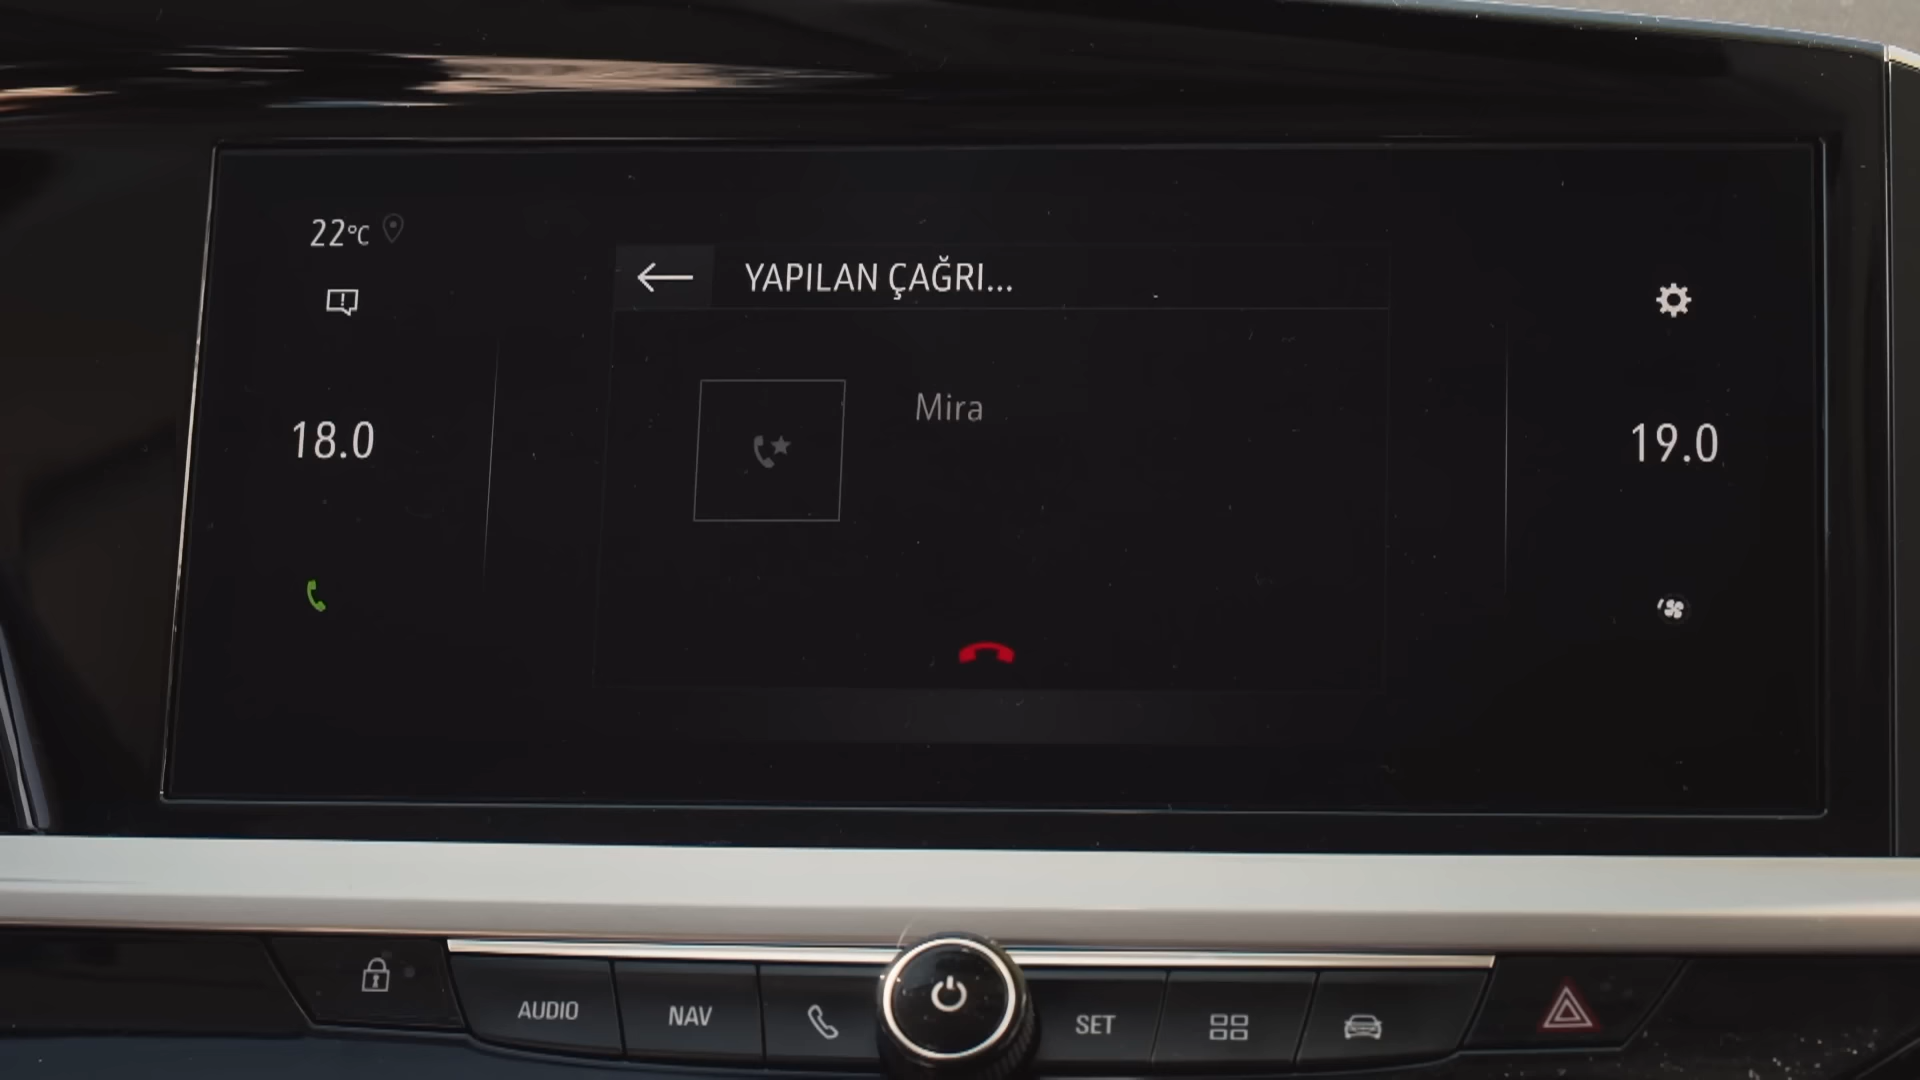 22°C
YAPILAN ÇAĞRI...
Mira
18.0
19.0
AUDIO
NAV
SET